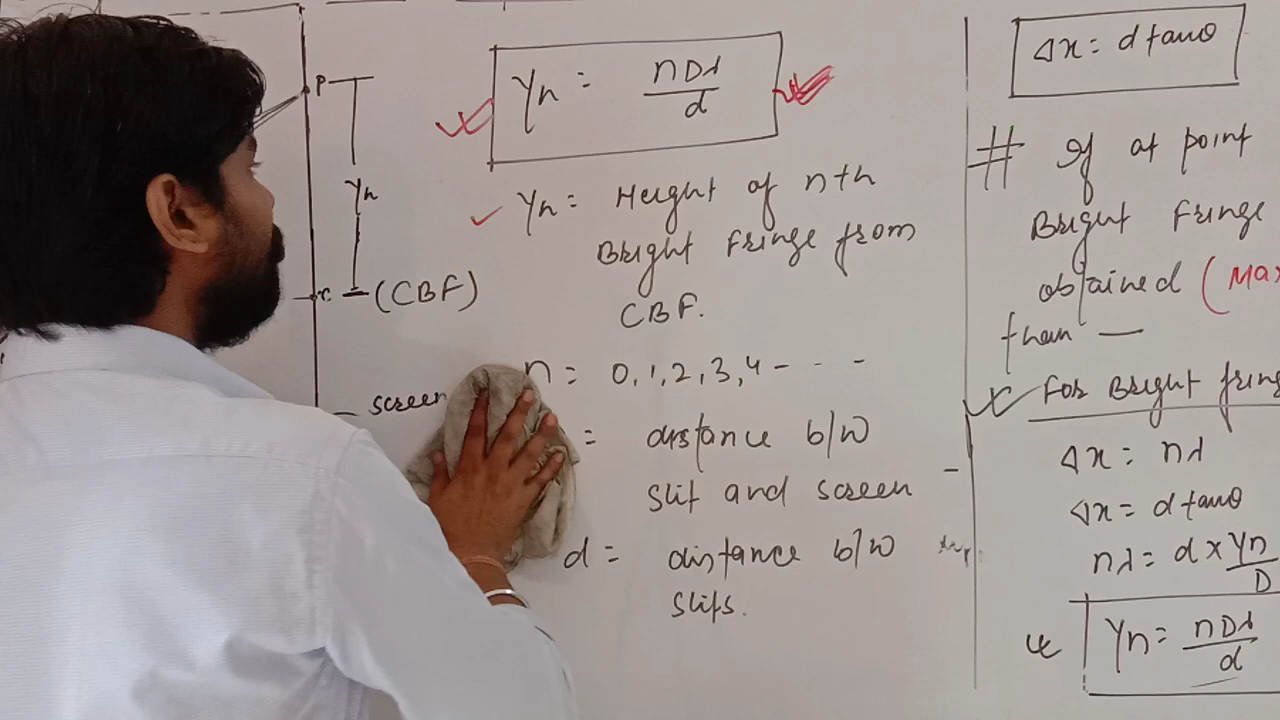 P
Yn
r.
(CBF)
screen
Yn = nDλ/d
Yn = Height of nth
Bright Fringe from
CBF.
n = 0, 1, 2, 3, 4 - - -
= distance b/w
slit and screen
d = distance b/w
slits.
Δx = d tanθ
# If at point
Bright Fringe
obtained (Max
than —
For Bright fring
Δx = nλ
Δx = d tanθ
nλ = d × Yn/D
Yn = nDλ/d